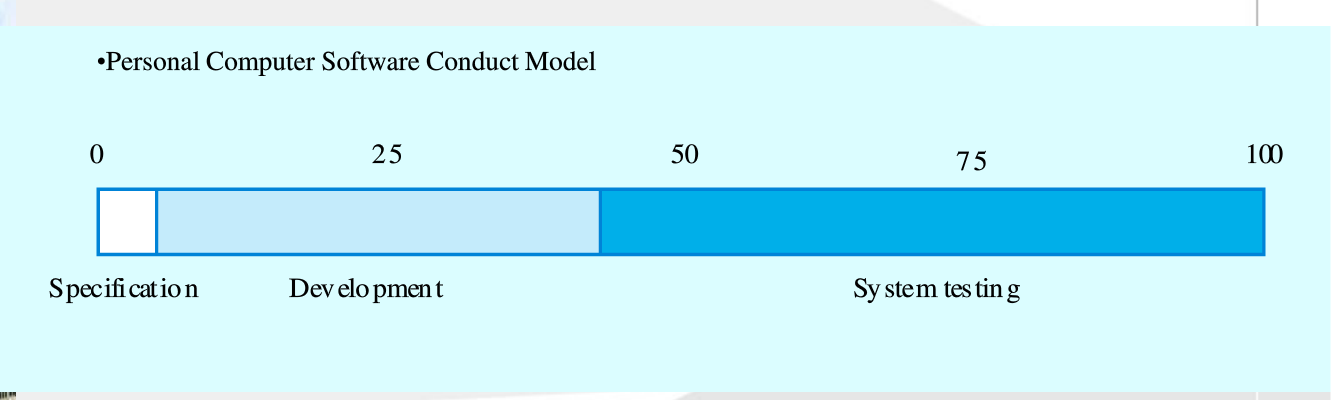 •Personal Computer Software Conduct Model
0 25 50 75 100
Specification Development System testing